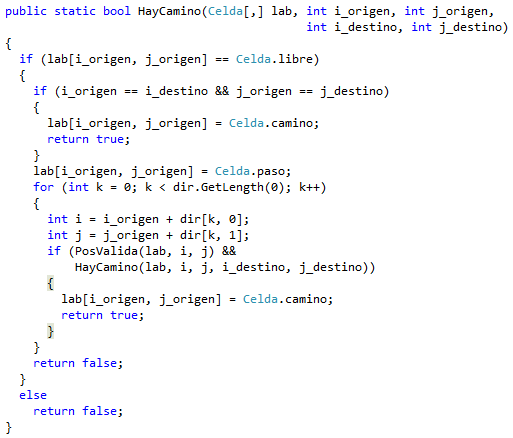 public static bool HayCamino(Celda[,] lab, int i_origen, int j_origen,
                                           int i_destino, int j_destino)
{
  if (lab[i_origen, j_origen] == Celda.libre)
  {
    if (i_origen == i_destino && j_origen == j_destino)
    {
      lab[i_origen, j_origen] = Celda.camino;
      return true;
    }
    lab[i_origen, j_origen] = Celda.paso;
    for (int k = 0; k < dir.GetLength(0); k++)
    {
      int i = i_origen + dir[k, 0];
      int j = j_origen + dir[k, 1];
      if (PosValida(lab, i, j) &&
          HayCamino(lab, i, j, i_destino, j_destino))
      {
        lab[i_origen, j_origen] = Celda.camino;
        return true;
      }
    }
    return false;
  }
  else
    return false;
}